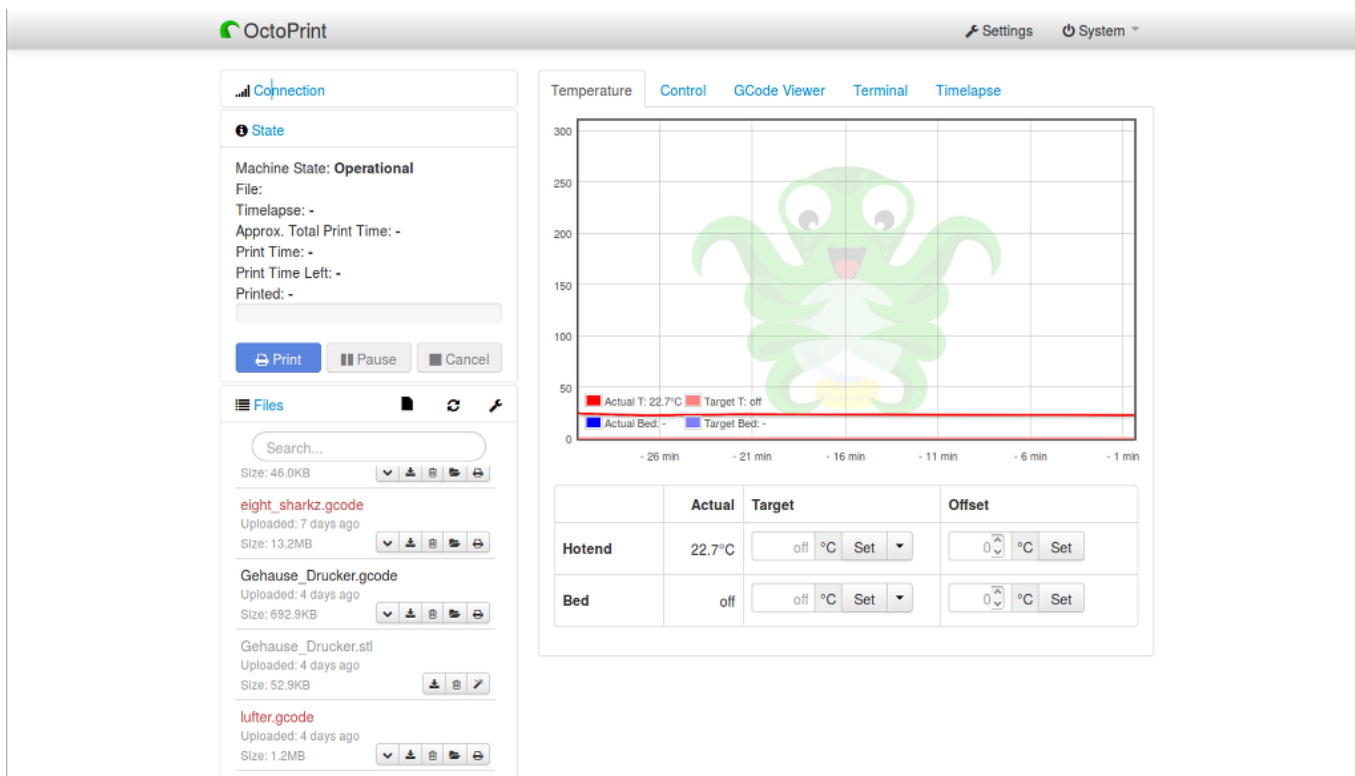 OctoPrint
Settings
System
Connection
State
Machine State: Operational
File:
Timelapse: -
Approx. Total Print Time: -
Print Time: -
Print Time Left: -
Printed: -
Print
Pause
Cancel
Files
Search...
Size: 46.0KB
eight_sharkz.gcode
Uploaded: 7 days ago
Size: 13.2MB
Gehause_Drucker.gcode
Uploaded: 4 days ago
Size: 692.9KB
Gehause_Drucker.stl
Uploaded: 4 days ago
Size: 52.9KB
lufter.gcode
Uploaded: 4 days ago
Size: 1.2MB
Temperature Control GCode Viewer Terminal Timelapse
300
250
200
150
100
50
0
Actual T: 22.7°C Target T: off
Actual Bed: - Target Bed: -
- 26 min - 21 min - 16 min - 11 min - 6 min - 1 min
Actual Target Offset
Hotend 22.7°C off °C Set 0 °C Set
Bed off off °C Set 0 °C Set